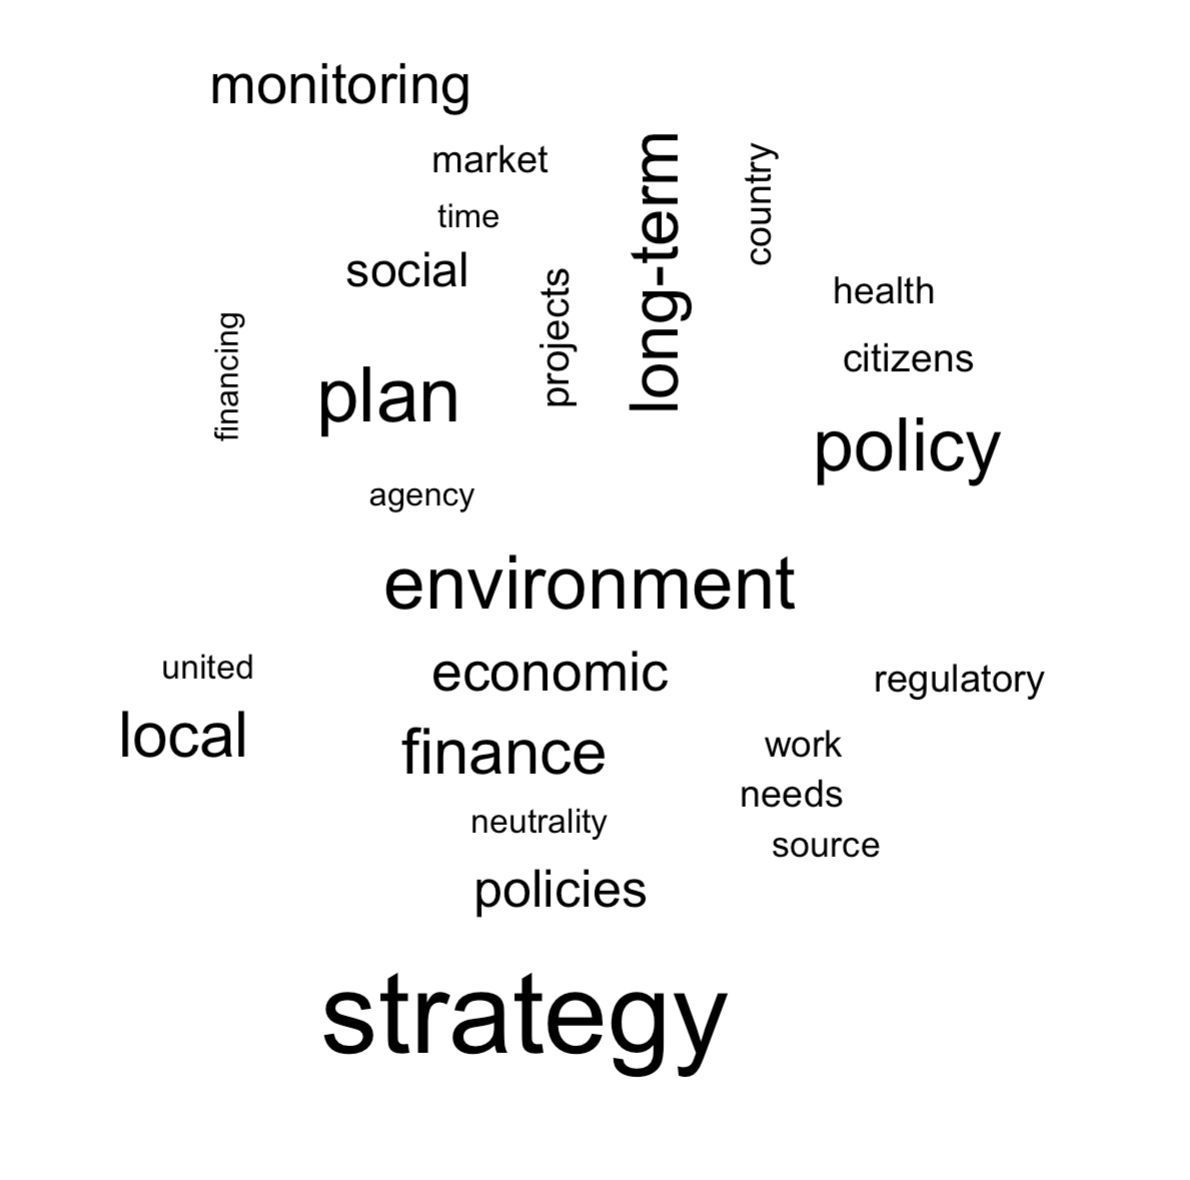 monitoring
market
long-term
country
time
social
projects
health
financing
citizens
plan
policy
agency
environment
united
economic
regulatory
local
finance
work
needs
neutrality
source
policies
strategy